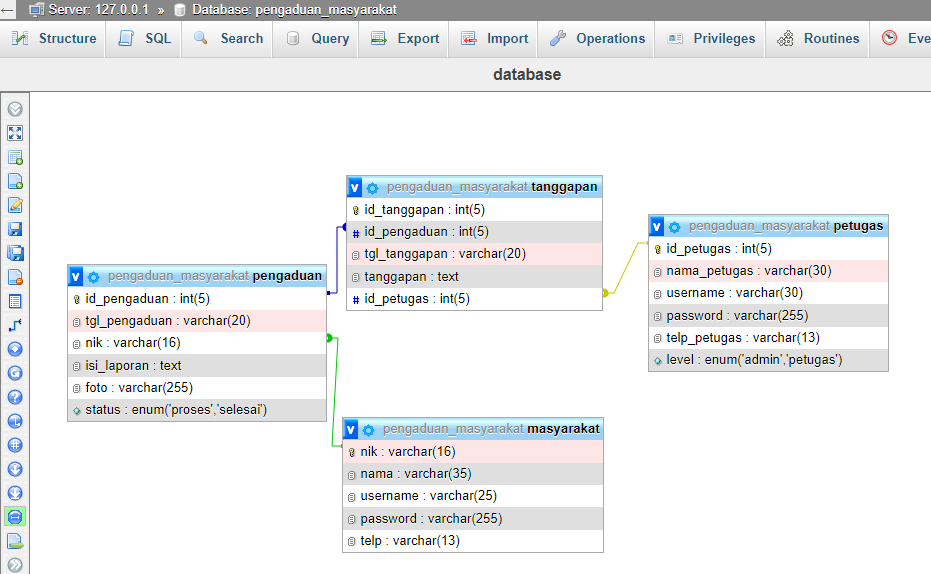 Server: 127.0.0.1 » Database: pengaduan_masyarakat
Structure SQL Search Query Export Import Operations Privileges Routines Eve
database
pengaduan_masyarakat tanggapan
id_tanggapan : int(5)
id_pengaduan : int(5)
tgl_tanggapan : varchar(20)
tanggapan : text
id_petugas : int(5)
pengaduan_masyarakat petugas
id_petugas : int(5)
nama_petugas : varchar(30)
username : varchar(30)
password : varchar(255)
telp_petugas : varchar(13)
level : enum('admin','petugas')
pengaduan_masyarakat pengaduan
id_pengaduan : int(5)
tgl_pengaduan : varchar(20)
nik : varchar(16)
isi_laporan : text
foto : varchar(255)
status : enum('proses','selesai')
pengaduan_masyarakat masyarakat
nik : varchar(16)
nama : varchar(35)
username : varchar(25)
password : varchar(255)
telp : varchar(13)